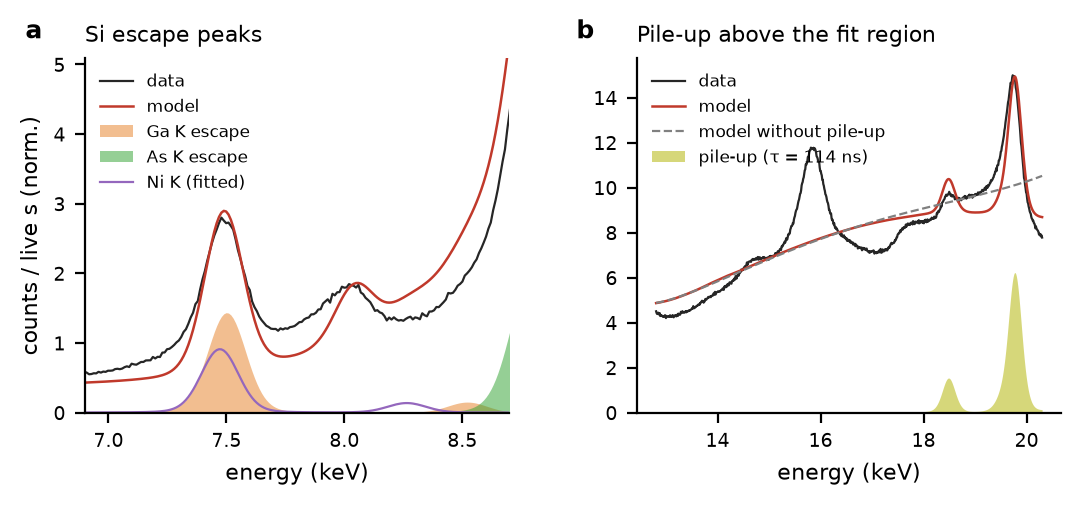 a
Si escape peaks
data
model
Ga K escape
As K escape
Ni K (fitted)
counts / live s (norm.)
0
1
2
3
4
5
7.0
7.5
8.0
8.5
energy (keV)
b
Pile-up above the fit region
data
model
model without pile-up
pile-up (τ = 114 ns)
0
2
4
6
8
10
12
14
14
16
18
20
energy (keV)